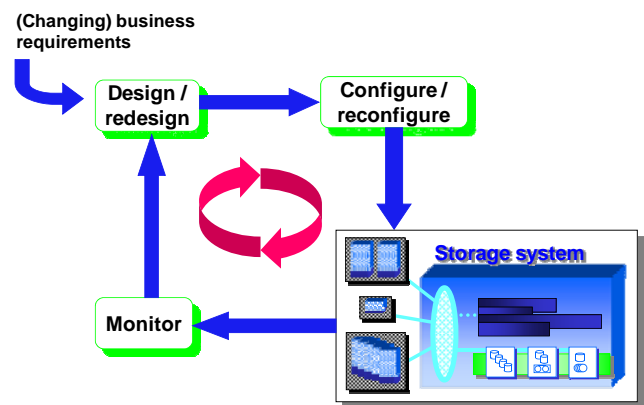 (Changing) business
requirements
Design /
redesign
Configure /
reconfigure
Storage system
Monitor